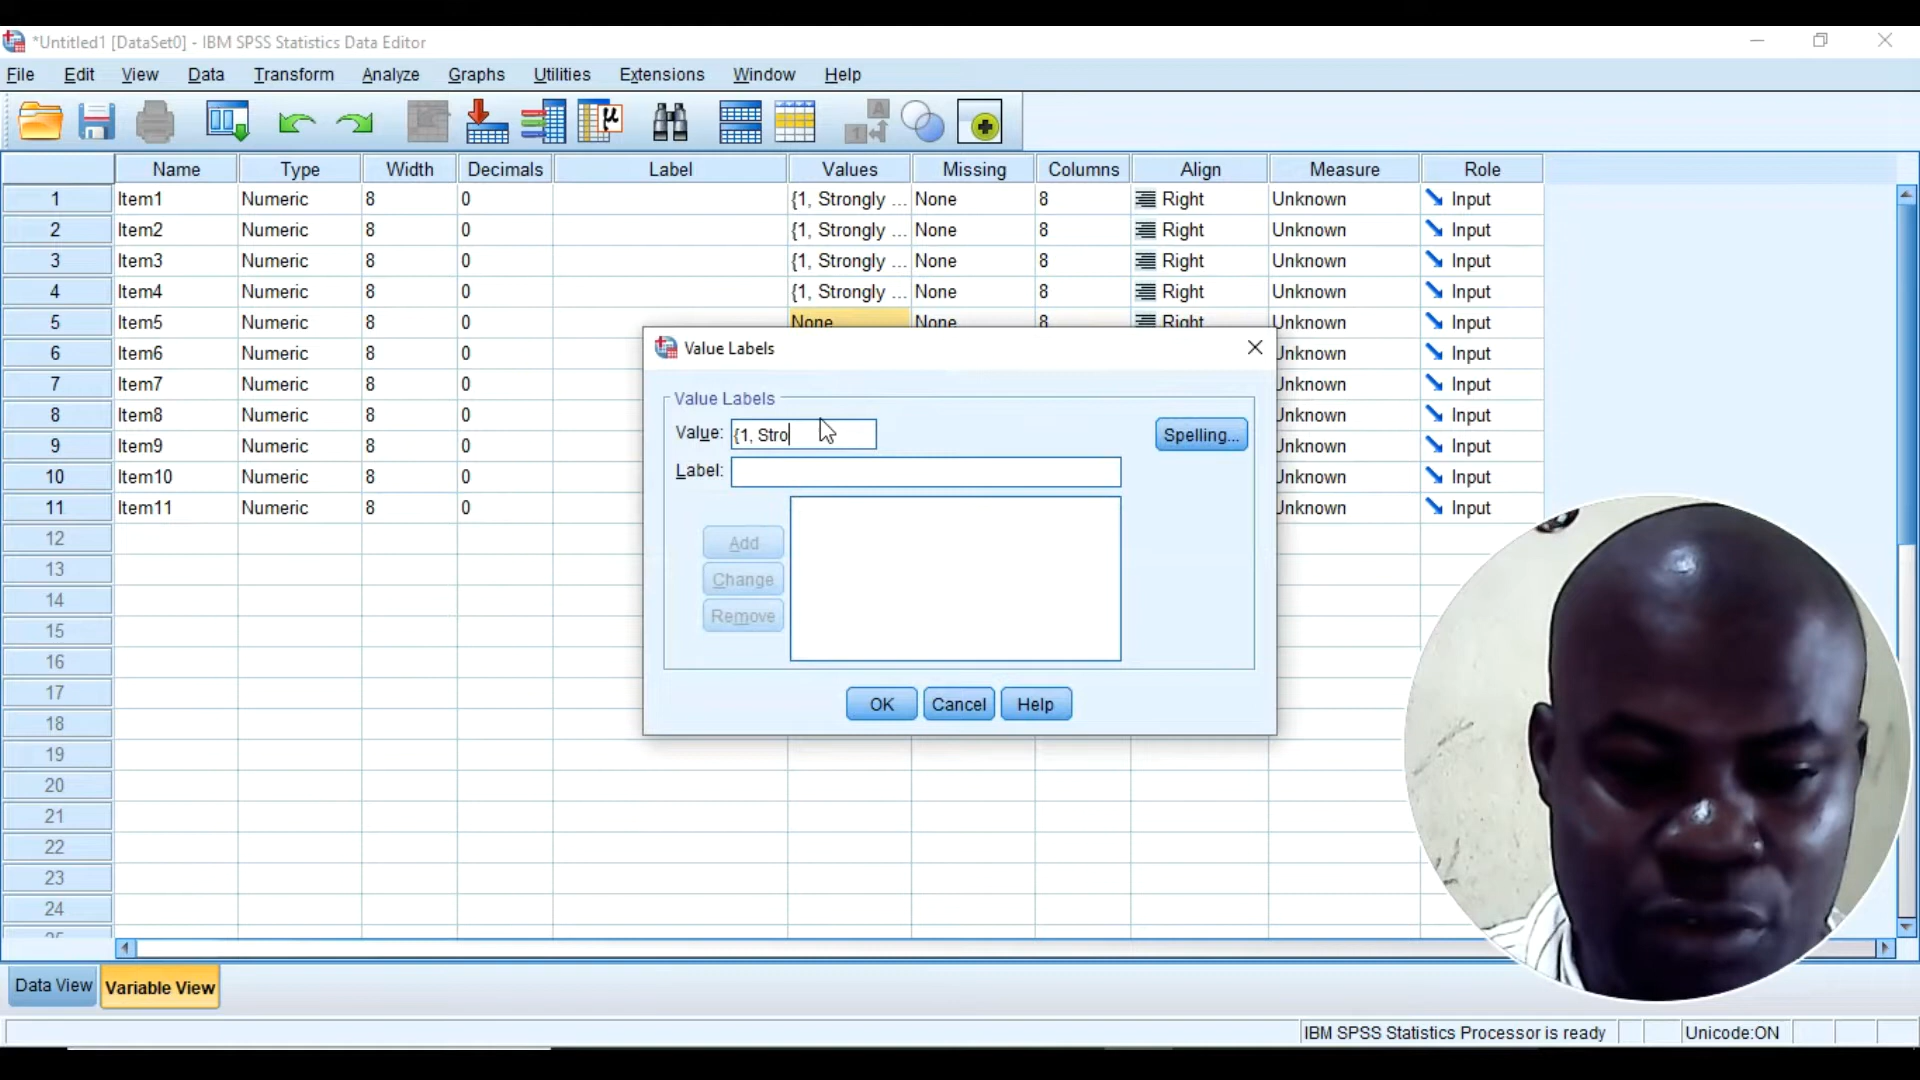 *Untitled1 [DataSet0] - IBM SPSS Statistics Data Editor
File Edit View Data Transform Analyze Graphs Utilities Extensions Window Help
Name Type Width Decimals Label Values Missing Columns Align Measure Role
1 Item1 Numeric 8 0 {1, Strongly ... None 8 Right Unknown Input
2 Item2 Numeric 8 0 {1, Strongly ... None 8 Right Unknown Input
3 Item3 Numeric 8 0 {1, Strongly ... None 8 Right Unknown Input
4 Item4 Numeric 8 0 {1, Strongly ... None 8 Right Unknown Input
5 Item5 Numeric 8 0 None None 8 Right Unknown Input
6 Item6 Numeric 8 0 Unknown Input
7 Item7 Numeric 8 0 Unknown Input
8 Item8 Numeric 8 0 Unknown Input
9 Item9 Numeric 8 0 Unknown Input
10 Item10 Numeric 8 0 Unknown Input
11 Item11 Numeric 8 0 Unknown Input
12
13
14
15
16
17
18
19
20
21
22
23
24
Value Labels
Value Labels
Value: {1, Stro
Spelling...
Label:
Add
Change
Remove
OK Cancel Help
Data View Variable View
IBM SPSS Statistics Processor is ready Unicode:ON